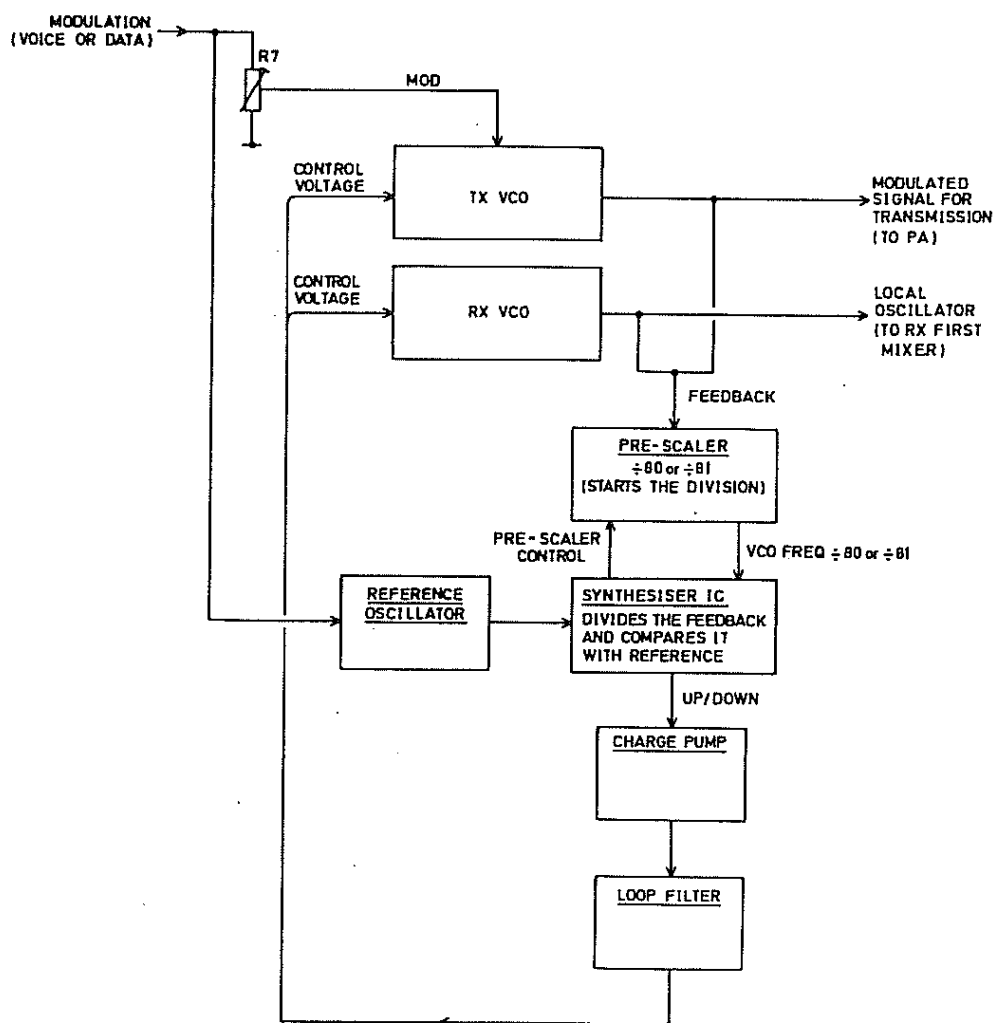 MODULATION
(VOICE OR DATA)
R7
MOD
CONTROL
VOLTAGE
TX VCO
MODULATED
SIGNAL FOR
TRANSMISSION
(TO PA)
CONTROL
VOLTAGE
RX VCO
LOCAL
OSCILLATOR
(TO RX FIRST
MIXER)
FEEDBACK
PRE-SCALER
÷80 or ÷81
(STARTS THE DIVISION)
PRE-SCALER
CONTROL
VCO FREQ ÷80 or ÷81
REFERENCE
OSCILLATOR
SYNTHESISER IC
DIVIDES THE FEEDBACK
AND COMPARES IT
WITH REFERENCE
UP/DOWN
CHARGE PUMP
LOOP FILTER